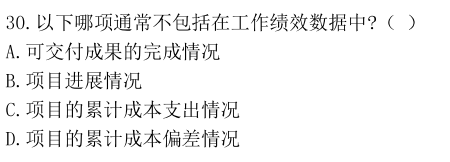 30.以下哪项通常不包括在工作绩效数据中?（ ）
A.可交付成果的完成情况
B.项目进展情况
C.项目的累计成本支出情况
D.项目的累计成本偏差情况